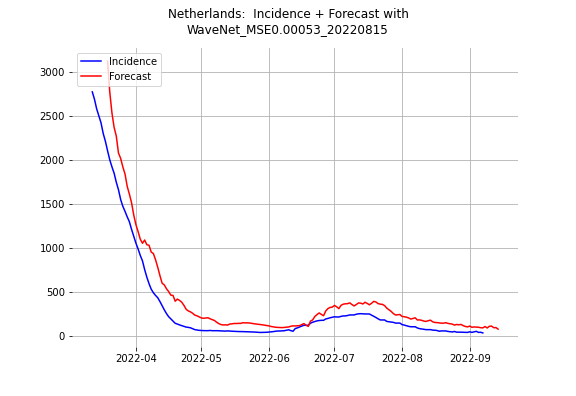 Netherlands:  Incidence + Forecast with
WaveNet_MSE0.00053_20220815
Incidence
Forecast
3000
2500
2000
1500
1000
500
0
2022-04 2022-05 2022-06 2022-07 2022-08 2022-09